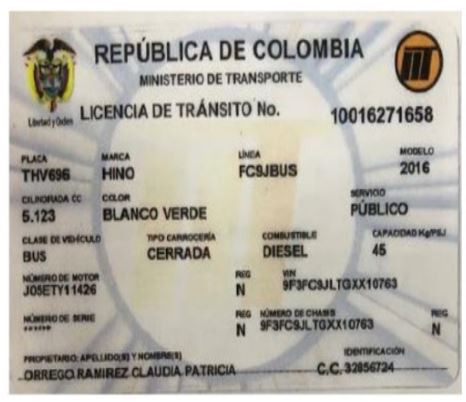 REPÚBLICA DE COLOMBIA
MINISTERIO DE TRANSPORTE
Libertad y Orden
LICENCIA DE TRÁNSITO No. 10016271658
PLACA MARCA LÍNEA MODELO
THV696 HINO FC9JBUS 2016
CILINDRADA CC COLOR SERVICIO
5.123 BLANCO VERDE PÚBLICO
CLASE DE VEHÍCULO TIPO CARROCERÍA COMBUSTIBLE CAPACIDAD Kg/PSJ
BUS CERRADA DIESEL 45
NÚMERO DE MOTOR REG VIN
J05ETY11426 N 9F3FC9JLTGXX10763
NÚMERO DE SERIE REG NÚMERO DE CHASIS REG
****** N 9F3FC9JLTGXX10763 N
PROPIETARIO: APELLIDO(S) Y NOMBRE(S) IDENTIFICACIÓN
ORREGO RAMIREZ CLAUDIA PATRICIA C.C. 32856724